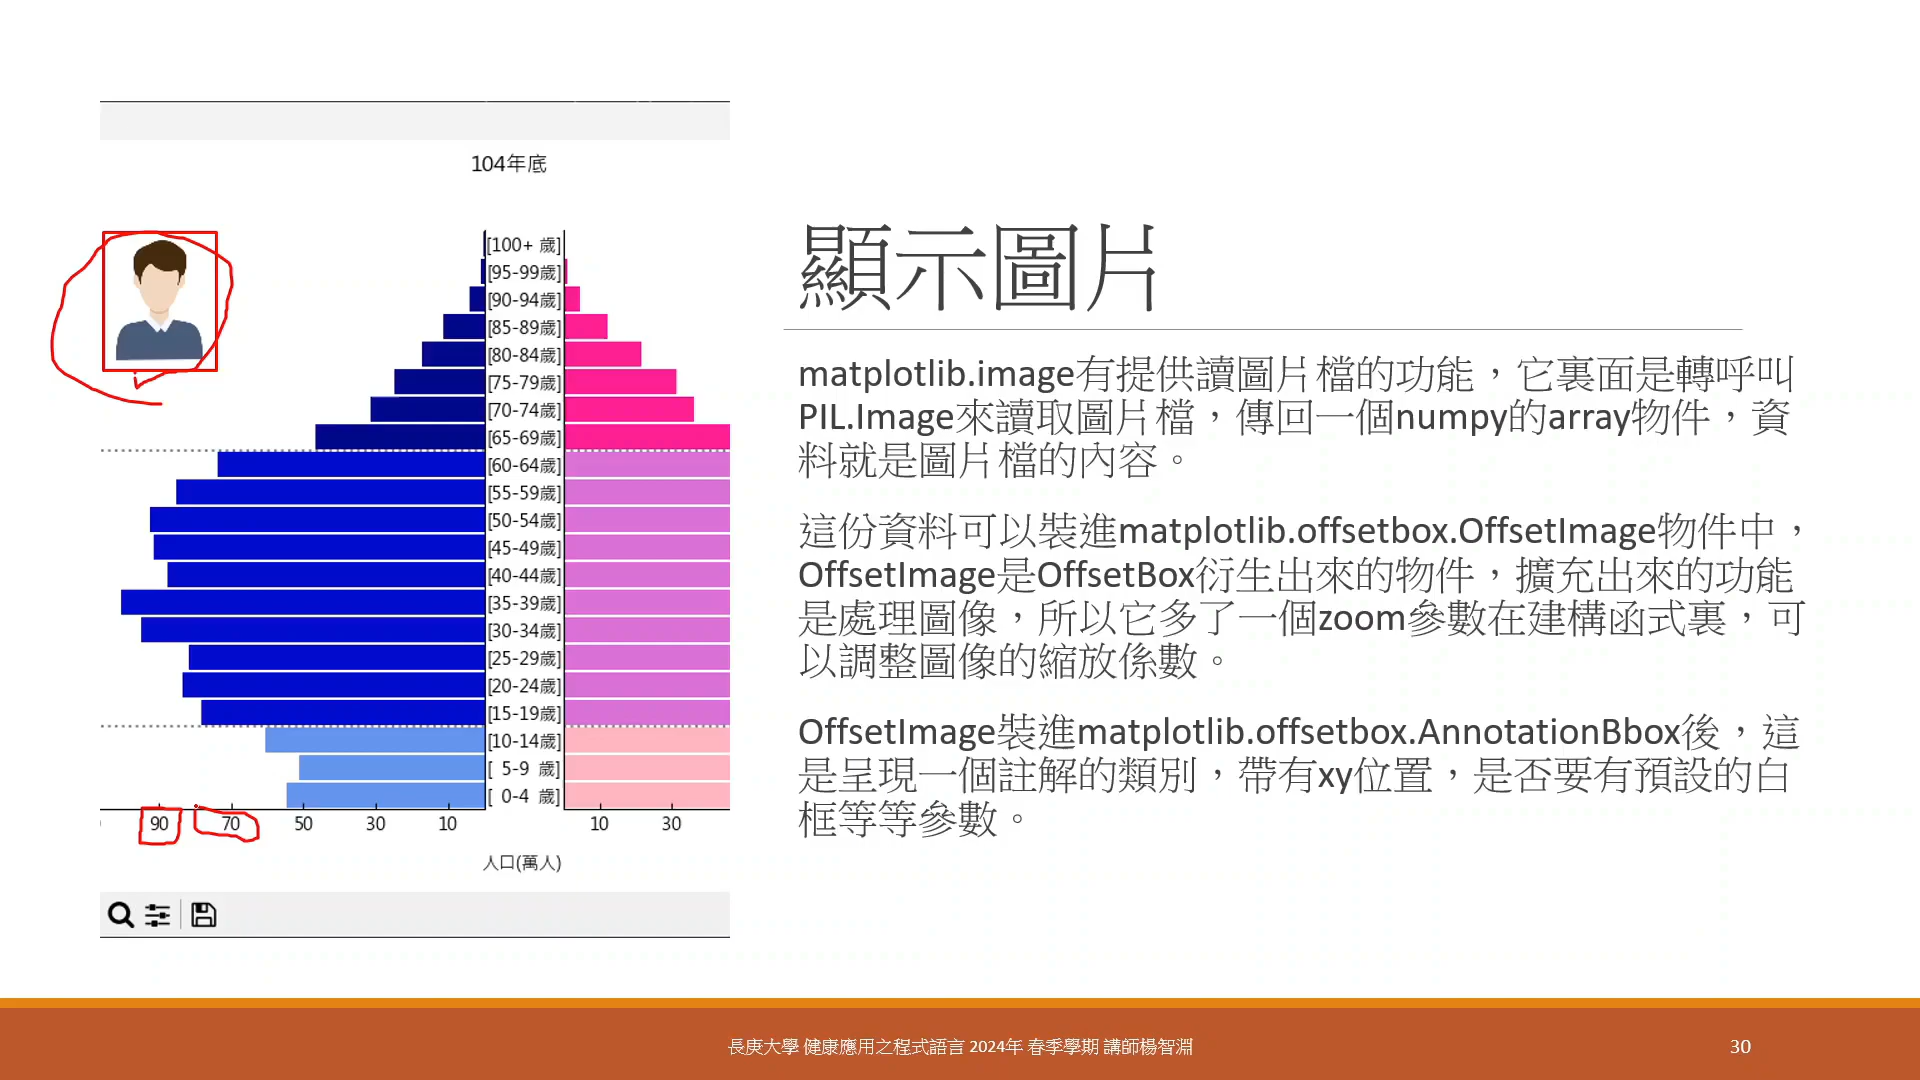 104年底
[100+ 歲]
[95-99歲]
[90-94歲]
[85-89歲]
[80-84歲]
[75-79歲]
[70-74歲]
[65-69歲]
[60-64歲]
[55-59歲]
[50-54歲]
[45-49歲]
[40-44歲]
[35-39歲]
[30-34歲]
[25-29歲]
[20-24歲]
[15-19歲]
[10-14歲]
[ 5-9 歲]
[ 0-4 歲]
90 70 50 30 10 10 30
人口(萬人)
顯示圖片
matplotlib.image有提供讀圖片檔的功能，它裏面是轉呼叫
PIL.Image來讀取圖片檔，傳回一個numpy的array物件，資
料就是圖片檔的內容。
這份資料可以裝進matplotlib.offsetbox.OffsetImage物件中，
OffsetImage是OffsetBox衍生出來的物件，擴充出來的功能
是處理圖像，所以它多了一個zoom參數在建構函式裏，可
以調整圖像的縮放係數。
OffsetImage裝進matplotlib.offsetbox.AnnotationBbox後，這
是呈現一個註解的類別，帶有xy位置，是否要有預設的白
框等等參數。
長庚大學 健康應用之程式語言 2024年 春季學期 講師楊智淵
30